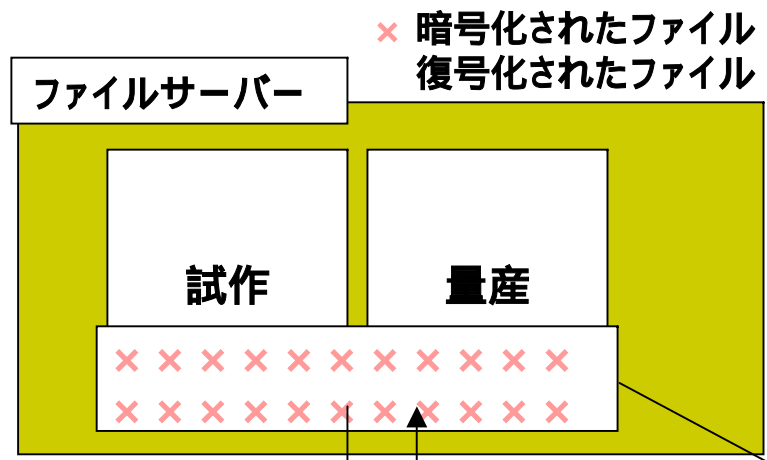 × 暗号化されたファイル
復号化されたファイル
ファイルサーバー
試作
量産
× × × × × × × × × × ×
× × × × × × × × × × ×